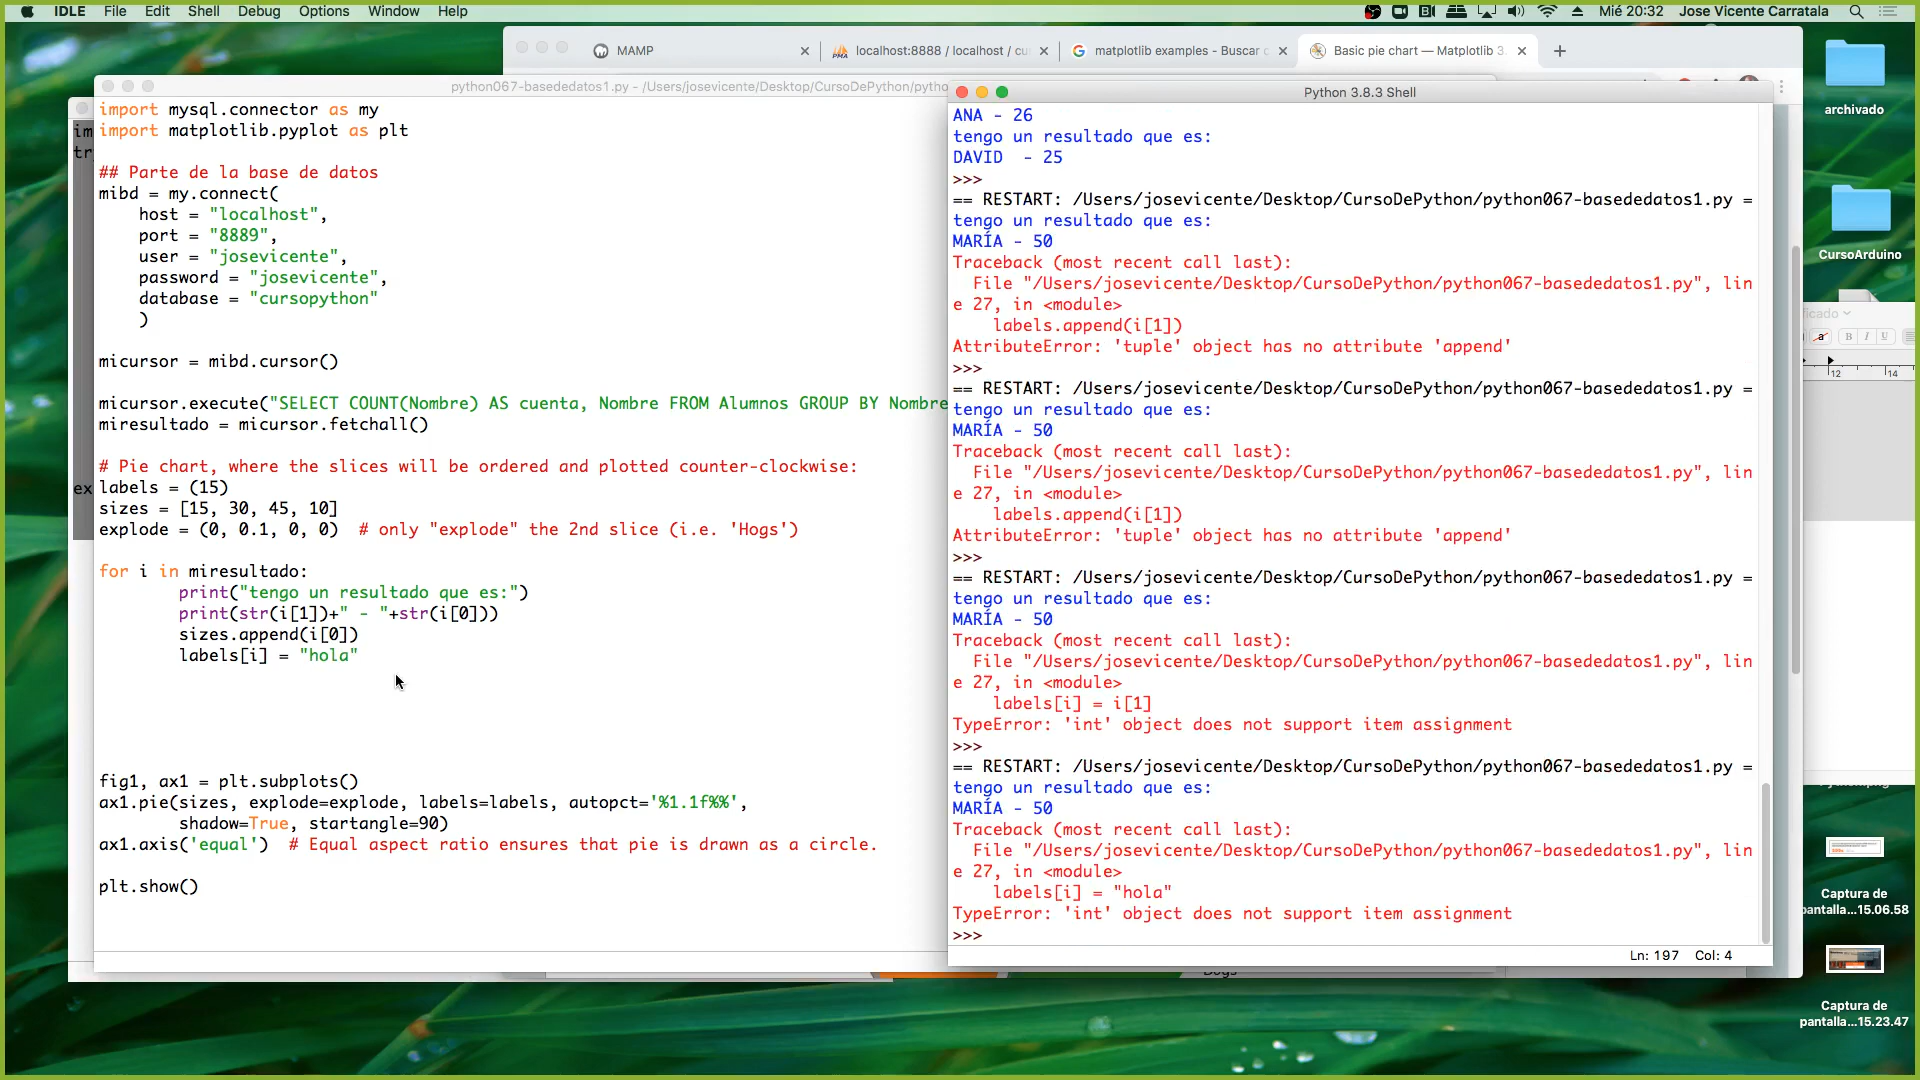 IDLE File Edit Shell Debug Options Window Help
Mié 20:32 Jose Vicente Carratala
MAMP
localhost:8888 / localhost / cu
matplotlib examples - Buscar c
Basic pie chart — Matplotlib 3.
python067-basededatos1.py - /Users/josevicente/Desktop/CursoDePython/pytho
im
tr
ex
import mysql.connector as my
import matplotlib.pyplot as plt
## Parte de la base de datos
mibd = my.connect(
host = "localhost",
port = "8889",
user = "josevicente",
password = "josevicente",
database = "cursopython"
)
micursor = mibd.cursor()
micursor.execute("SELECT COUNT(Nombre) AS cuenta, Nombre FROM Alumnos GROUP BY Nombre
miresultado = micursor.fetchall()
# Pie chart, where the slices will be ordered and plotted counter-clockwise:
labels = (15)
sizes = [15, 30, 45, 10]
explode = (0, 0.1, 0, 0)  # only "explode" the 2nd slice (i.e. 'Hogs')
for i in miresultado:
print("tengo un resultado que es:")
print(str(i[1])+" - "+str(i[0]))
sizes.append(i[0])
labels[i] = "hola"
fig1, ax1 = plt.subplots()
ax1.pie(sizes, explode=explode, labels=labels, autopct='%1.1f%%',
shadow=True, startangle=90)
ax1.axis('equal')  # Equal aspect ratio ensures that pie is drawn as a circle.
plt.show()
Python 3.8.3 Shell
ANA - 26
tengo un resultado que es:
DAVID  - 25
>>>
== RESTART: /Users/josevicente/Desktop/CursoDePython/python067-basededatos1.py =
tengo un resultado que es:
MARÍA - 50
Traceback (most recent call last):
File "/Users/josevicente/Desktop/CursoDePython/python067-basededatos1.py", lin
e 27, in <module>
labels.append(i[1])
AttributeError: 'tuple' object has no attribute 'append'
>>>
== RESTART: /Users/josevicente/Desktop/CursoDePython/python067-basededatos1.py =
tengo un resultado que es:
MARÍA - 50
Traceback (most recent call last):
File "/Users/josevicente/Desktop/CursoDePython/python067-basededatos1.py", lin
e 27, in <module>
labels.append(i[1])
AttributeError: 'tuple' object has no attribute 'append'
>>>
== RESTART: /Users/josevicente/Desktop/CursoDePython/python067-basededatos1.py =
tengo un resultado que es:
MARÍA - 50
Traceback (most recent call last):
File "/Users/josevicente/Desktop/CursoDePython/python067-basededatos1.py", lin
e 27, in <module>
labels[i] = i[1]
TypeError: 'int' object does not support item assignment
>>>
== RESTART: /Users/josevicente/Desktop/CursoDePython/python067-basededatos1.py =
tengo un resultado que es:
MARÍA - 50
Traceback (most recent call last):
File "/Users/josevicente/Desktop/CursoDePython/python067-basededatos1.py", lin
e 27, in <module>
labels[i] = "hola"
TypeError: 'int' object does not support item assignment
>>>
Ln: 197 Col: 4
archivado
CursoArduino
ficado
a B I U
12 14
Captura de
pantalla...15.06.58
Captura de
pantalla...15.23.47